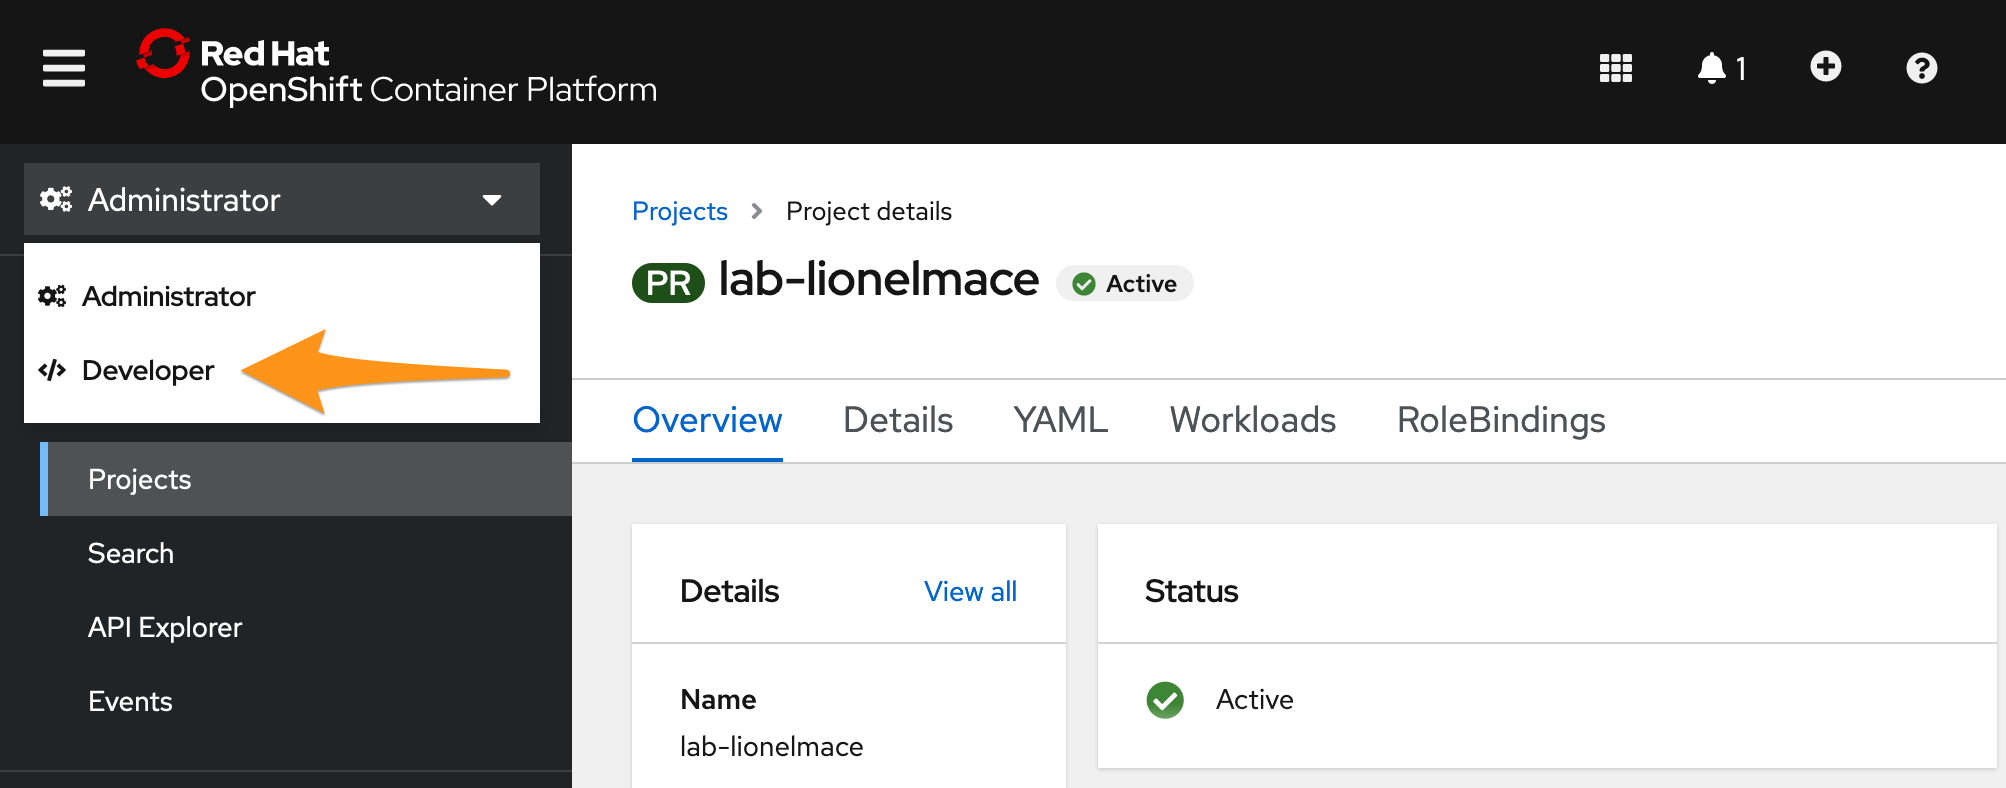 Red Hat
OpenShift Container Platform
1
Administrator
Administrator
Developer
Projects
Search
API Explorer
Events
Projects > Project details
PR lab-lionelmace Active
Overview Details YAML Workloads RoleBindings
Details View all
Name
lab-lionelmace
Status
Active